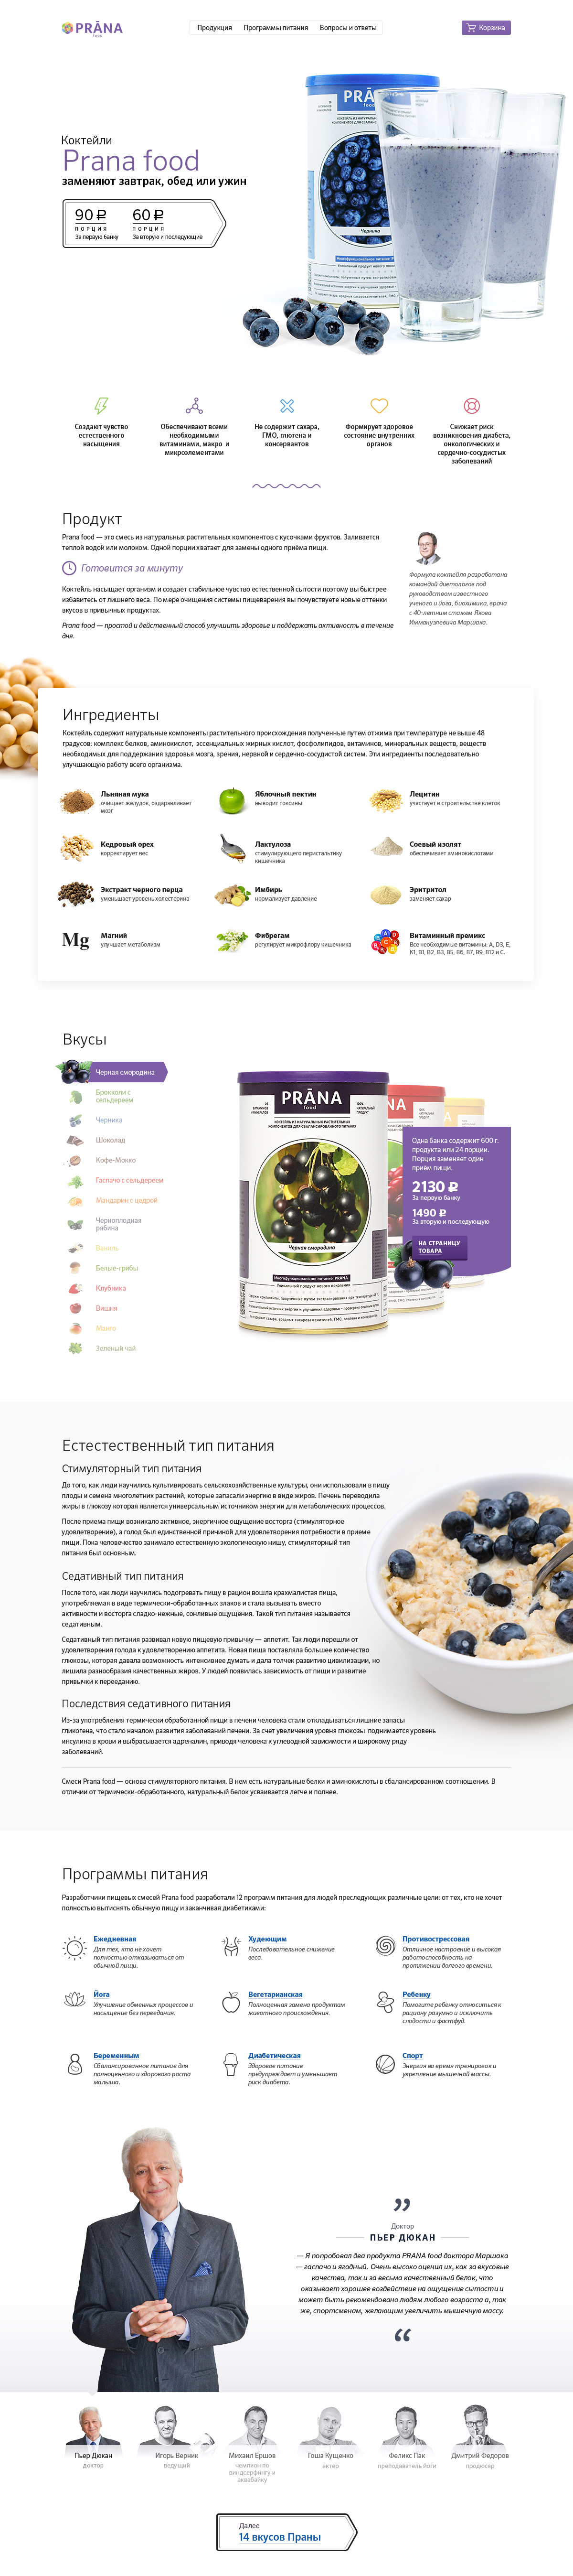 PRĀNA
food
Продукция Программы питания Вопросы и ответы
Корзина
Коктейли
Prana food
заменяют завтрак, обед или ужин
90 ₽
ПОРЦИЯ
За первую банку
60 ₽
ПОРЦИЯ
За вторую и последующие
Черника
Создают чувство
естественного
насыщения
Обеспечивают всеми
необходимыми
витаминами, макро и
микроэлементами
Не содержит сахара,
ГМО, глютена и
консервантов
Формирует здоровое
состояние внутренних
органов
Снижает риск
возникновения диабета,
онкологических и
сердечно-сосудистых
заболеваний
Продукт
Prana food — это смесь из натуральных растительных компонентов с кусочками фруктов. Заливается
теплой водой или молоком. Одной порции хватает для замены одного приёма пищи.
Готовится за минуту
Коктейль насыщает организм и создает стабильное чувство естественной сытости поэтому вы быстрее
избавитесь от лишнего веса. По мере очищения системы пищеварения вы почувствуете новые оттенки
вкусов в привычных продуктах.
Prana food — простой и действенный способ улучшить здоровье и поддержать активность в течение
дня.
Формула коктейля разработана
командой диетологов под
руководством известного
ученого и йога, биохимика, врача
с 40-летним стажем Якова
Иммануэлевича Маршака.
Ингредиенты
Коктейль содержит натуральные компоненты растительного происхождения полученные путем отжима при температуре не выше 48
градусов: комплекс белков, аминокислот, эссенциальных жирных кислот, фосфолипидов, витаминов, минеральных веществ, веществ
необходимых для поддержания здоровья мозга, зрения, нервной и сердечно-сосудистой систем. Эти ингредиенты последовательно
улучшающую работу всего организма.
Льняная мука
очищает желудок, оздаравливает
мозг
Яблочный пектин
выводит токсины
Лецитин
участвует в строительстве клеток
Кедровый орех
корректирует вес
Лактулоза
стимулирующего перистальтику
кишечника
Соевый изолят
обеспечивает аминокислотами
Экстракт черного перца
уменьшает уровень холестерина
Имбирь
нормализует давление
Эритритол
заменяет сахар
Mg
Магний
улучшает метаболизм
Фибрегам
регулирует микрофлору кишечника
Витаминный премикс
Все необходимые витамины: A, D3, E,
K1, B1, B2, B3, B5, B6, B7, B9, B12 и C.
Вкусы
Черная смородина
Брокколи с
сельдереем
Черника
Шоколад
Кофе-Мокко
Гаспачо с сельдереем
Мандарин с цедрой
Черноплодная
рябина
Ваниль
Белые-грибы
Клубника
Вишня
Манго
Зеленый чай
PRĀNA
food
Черная смородина
Многофункциональное питание PRANA
Одна банка содержит 600 г.
продукта или 24 порции.
Порция заменяет один
приём пищи.
2130 ₽
За первую банку
1490 ₽
За вторую и последующую
НА СТРАНИЦУ
ТОВАРА
Естестественный тип питания
Стимуляторный тип питания
До того, как люди научились культивировать сельскохозяйственные культуры, они использовали в пищу
плоды и семена многолетних растений, которые запасали энергию в виде жиров. Печень переводила
жиры в глюкозу которая является универсальным источником энергии для метаболических процессов.
После приема пищи возникало активное, энергичное ощущение восторга (стимуляторное
удовлетворение), а голод был единственной причиной для удовлетворения потребности в приеме
пищи. Пока человечество занимало естественную экологическую нишу, стимуляторный тип
питания был основным.
Седативный тип питания
После того, как люди научились подогревать пищу в рацион вошла крахмалистая пища,
употребляемая в виде термически-обработанных злаков и стала вызывать вместо
активности и восторга сладко-нежные, сонливые ощущения. Такой тип питания называется
седативным.
Седативный тип питания развивал новую пищевую привычку — аппетит. Так люди перешли от
удовлетворения голода к удовлетворению аппетита. Новая пища поставляла большее количество
глюкозы, которая давала возможность интенсивнее думать и дала толчек развитию цивилизации, но
лишила разнообразия качественных жиров. У людей появилась зависимость от пищи и развитие
привычки к перееданию.
Последствия седативного питания
Из-за употребления термически обработанной пищи в печени человека стали откладываться лишние запасы
гликогена, что стало началом развития заболеваний печени. За счет увеличения уровня глюкозы поднимается уровень
инсулина в крови и выбрасывается адреналин, приводя человека к углеводной зависимости и широкому ряду
заболеваний.
Смеси Prana food — основа стимуляторного питания. В нем есть натуральные белки и аминокислоты в сбалансированном соотношении. В
отличии от термически-обработанного, натуральный белок усваивается легче и полнее.
Программы питания
Разработчики пищевых смесей Prana food разработали 12 программ питания для людей преследующих различные цели: от тех, кто не хочет
полностью вытяснить обычную пищу и заканчивая диабетиками:
Ежедневная
Для тех, кто не хочет
полностью отказываться от
обычной пищи.
Худеющим
Последовательное снижение
веса.
Противострессовая
Отличное настроение и высокая
работоспособность на
протяжении долгого времени.
Йога
Улучшение обменных процессов и
насыщение без переедания.
Вегетарианская
Полноценная замена продуктам
животного происхождения.
Ребенку
Помогите ребенку относиться к
рациону разумно и исключить
сладости и фастфуд.
Беременным
Сбалансированное питание для
полноценного и здорового роста
малыша.
Диабетическая
Здоровое питание
предупреждает и уменьшает
риск диабета.
Спорт
Энергия во время тренировок и
укрепление мышечной массы.
Доктор
ПЬЕР ДЮКАН
— Я попробовал два продукта PRANA food доктора Маршака
— гаспачо и ягодный. Очень высоко оценил их, как за вкусовые
качества, так и за весьма качественный белок, что
оказывает хорошее воздействие на ощущение сытости и
может быть рекомендовано людям любого возраста а, так
же, спортсменам, желающим увеличить мышечную массу.
Пьер Дюкан
доктор
Игорь Верник
ведущий
Михаил Ершов
чемпион по
виндсерфингу и
аквабайку
Гоша Куценко
актер
Феликс Пак
преподаватель йоги
Дмитрий Федоров
продюсер
Далее
14 вкусов Праны